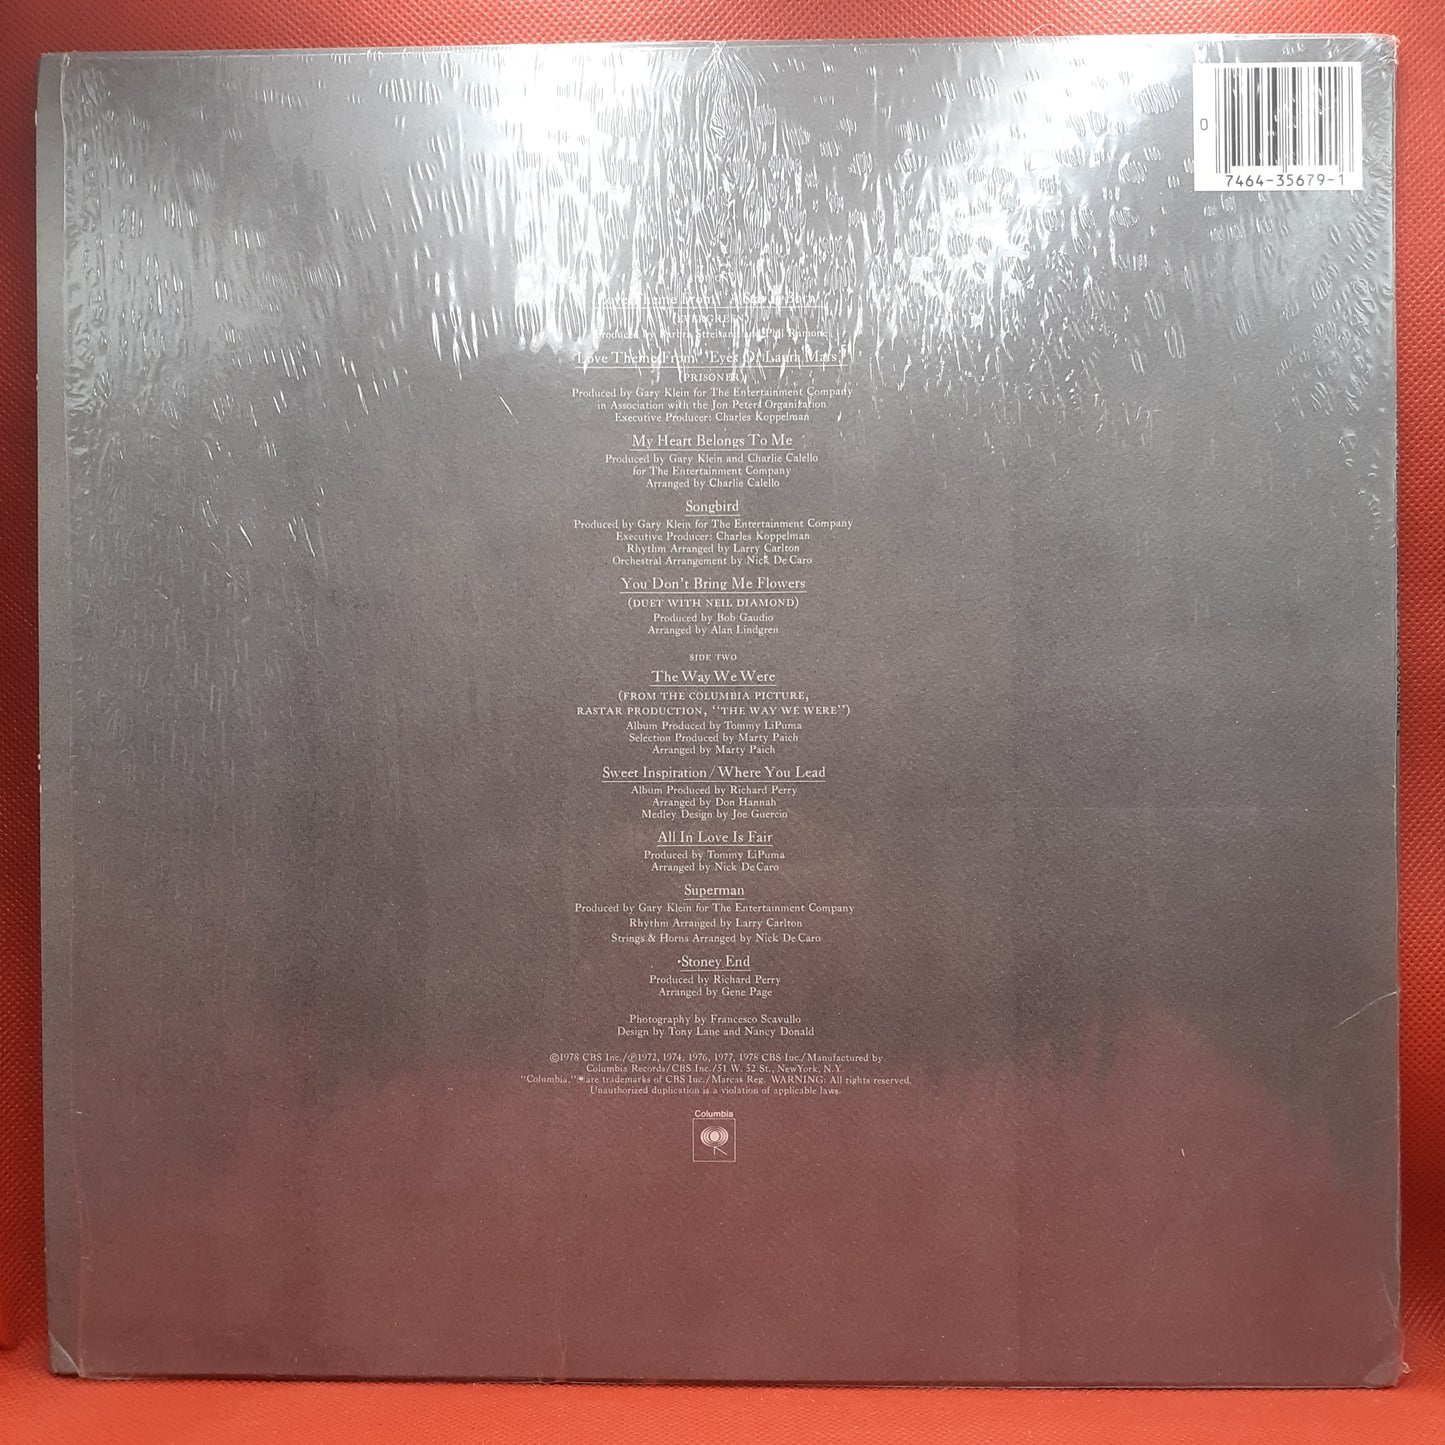 0
7464-35679-1
Love Theme From "A Star Is Born"
(EVERGREEN)
Produced by Barbra Streisand and Phil Ramone
Love Theme From "Eyes Of Laura Mars"
(PRISONER)
Produced by Gary Klein for The Entertainment Company
in Association with the Jon Peters Organization
Executive Producer: Charles Koppelman
My Heart Belongs To Me
Produced by Gary Klein and Charlie Calello
for The Entertainment Company
Arranged by Charlie Calello
Songbird
Produced by Gary Klein for The Entertainment Company
Executive Producer: Charles Koppelman
Rhythm Arranged by Larry Carlton
Orchestral Arrangement by Nick De Caro
You Don't Bring Me Flowers
(DUET WITH NEIL DIAMOND)
Produced by Bob Gaudio
Arranged by Alan Lindgren
SIDE TWO
The Way We Were
(FROM THE COLUMBIA PICTURE,
RASTAR PRODUCTION, "THE WAY WE WERE")
Album Produced by Tommy LiPuma
Selection Produced by Marty Paich
Arranged by Marty Paich
Sweet Inspiration/Where You Lead
Album Produced by Richard Perry
Arranged by Don Hannah
Medley Design by Joe Guercio
All In Love Is Fair
Produced by Tommy LiPuma
Arranged by Nick DeCaro
Superman
Produced by Gary Klein for The Entertainment Company
Rhythm Arranged by Larry Carlton
Strings & Horns Arranged by Nick De Caro
•Stoney End
Produced by Richard Perry
Arranged by Gene Page
Photography by Francesco Scavullo
Design by Tony Lane and Nancy Donald
©1978 CBS Inc./℗1972, 1974, 1976, 1977, 1978 CBS Inc./Manufactured by
Columbia Records/CBS Inc./51 W. 52 St., New York, N.Y.
"Columbia," are trademarks of CBS Inc./Marcas Reg. WARNING: All rights reserved.
Unauthorized duplication is a violation of applicable laws.
Columbia